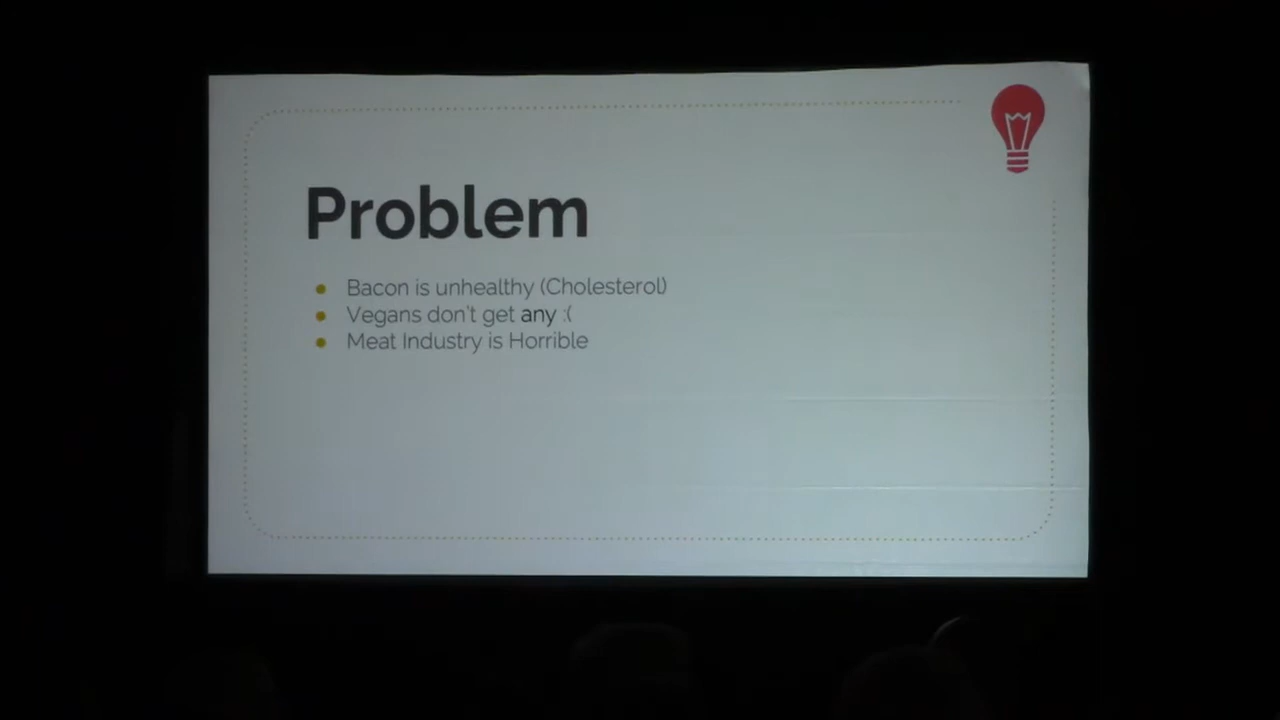 Problem
Bacon is unhealthy (Cholesterol)
Vegans don't get any :(
Meat Industry is Horrible